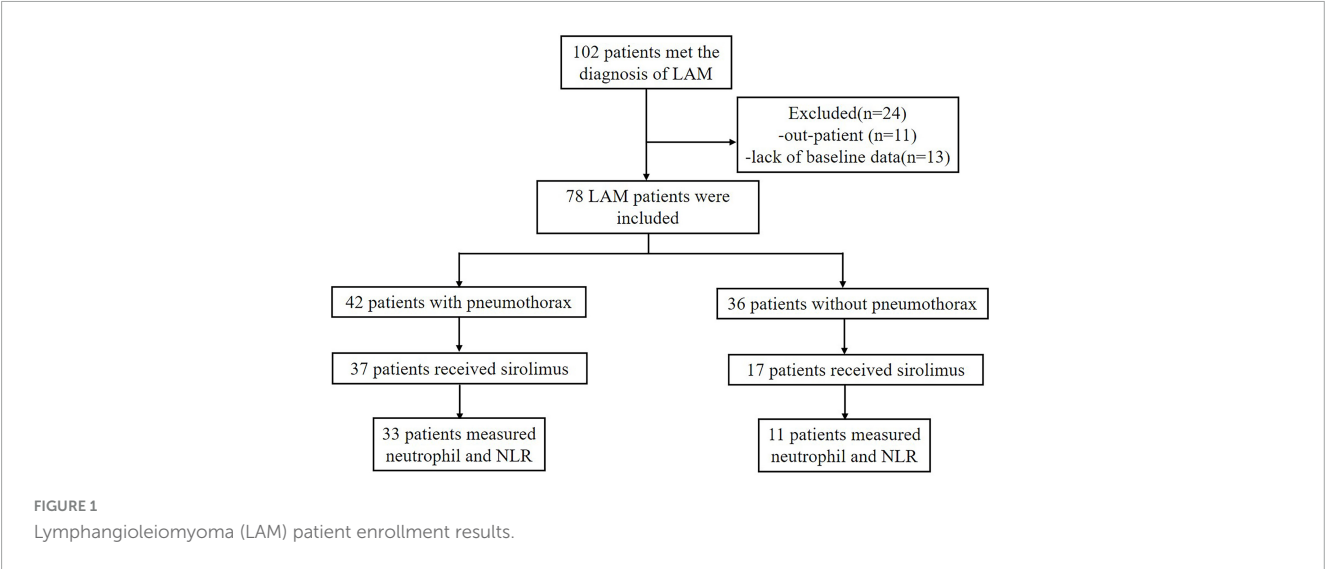 102 patients met the
diagnosis of LAM
Excluded(n=24)
-out-patient (n=11)
-lack of baseline data(n=13)
78 LAM patients were
included
42 patients with pneumothorax
36 patients without pneumothorax
37 patients received sirolimus
17 patients received sirolimus
33 patients measured
neutrophil and NLR
11 patients measured
neutrophil and NLR
FIGURE 1
Lymphangioleiomyoma (LAM) patient enrollment results.